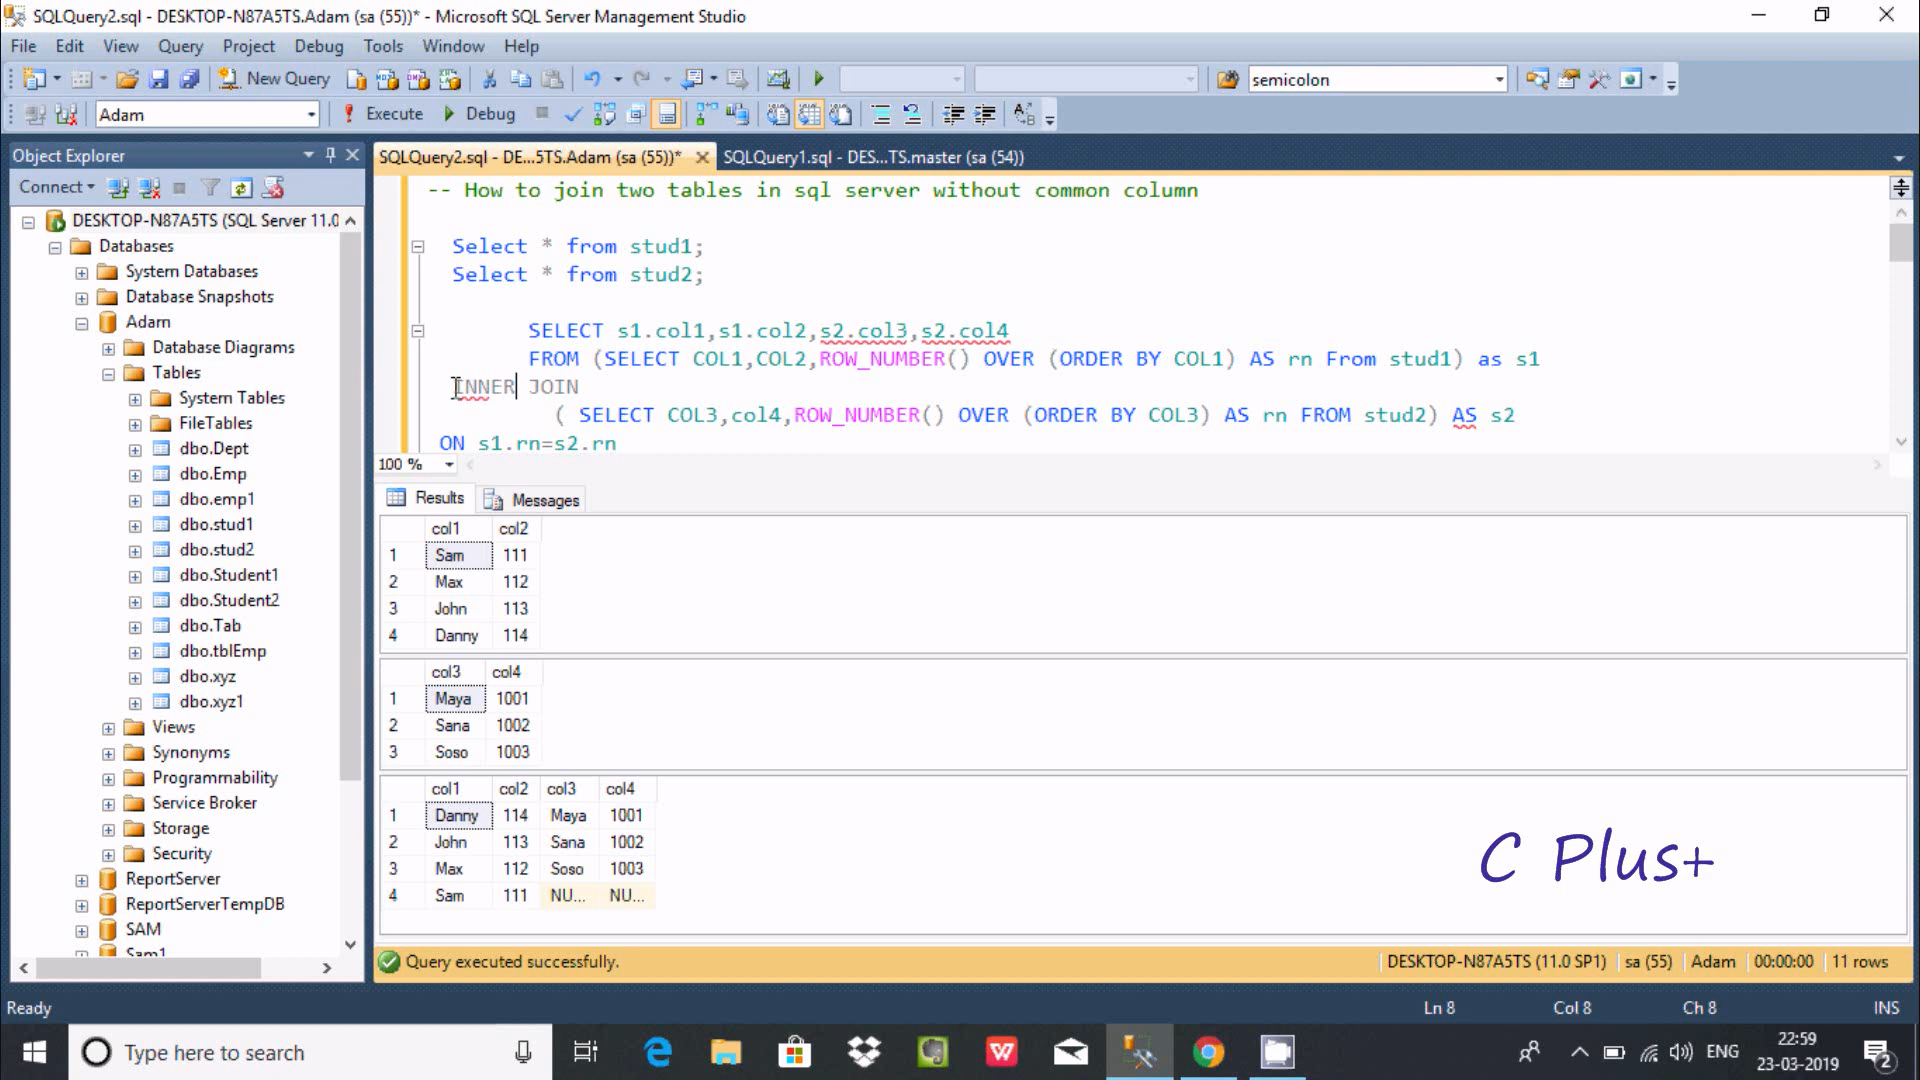 SQLQuery2.sql - DESKTOP-N87A5TS.Adam (sa (55))* - Microsoft SQL Server Management Studio
File Edit View Query Project Debug Tools Window Help
New Query semicolon
Adam Execute Debug
Object Explorer
Connect
DESKTOP-N87A5TS (SQL Server 11.0
Databases
System Databases
Database Snapshots
Adam
Database Diagrams
Tables
System Tables
FileTables
dbo.Dept
dbo.Emp
dbo.emp1
dbo.stud1
dbo.stud2
dbo.Student1
dbo.Student2
dbo.Tab
dbo.tblEmp
dbo.xyz
dbo.xyz1
Views
Synonyms
Programmability
Service Broker
Storage
Security
ReportServer
ReportServerTempDB
SAM
Sam1
SQLQuery2.sql - DE...5TS.Adam (sa (55))* SQLQuery1.sql - DES...TS.master (sa (54))
-- How to join two tables in sql server without common column
Select * from stud1;
Select * from stud2;
SELECT s1.col1,s1.col2,s2.col3,s2.col4
FROM (SELECT COL1,COL2,ROW_NUMBER() OVER (ORDER BY COL1) AS rn From stud1) as s1
INNER JOIN
( SELECT COL3,col4,ROW_NUMBER() OVER (ORDER BY COL3) AS rn FROM stud2) AS s2
ON s1.rn=s2.rn
100 %
Results Messages
col1 col2
1 Sam 111
2 Max 112
3 John 113
4 Danny 114
col3 col4
1 Maya 1001
2 Sana 1002
3 Soso 1003
col1 col2 col3 col4
1 Danny 114 Maya 1001
2 John 113 Sana 1002
3 Max 112 Soso 1003
4 Sam 111 NU... NU...
C Plus+
Query executed successfully. DESKTOP-N87A5TS (11.0 SP1) sa (55) Adam 00:00:00 11 rows
Ready Ln 8 Col 8 Ch 8 INS
Type here to search ENG 22:59
23-03-2019 2